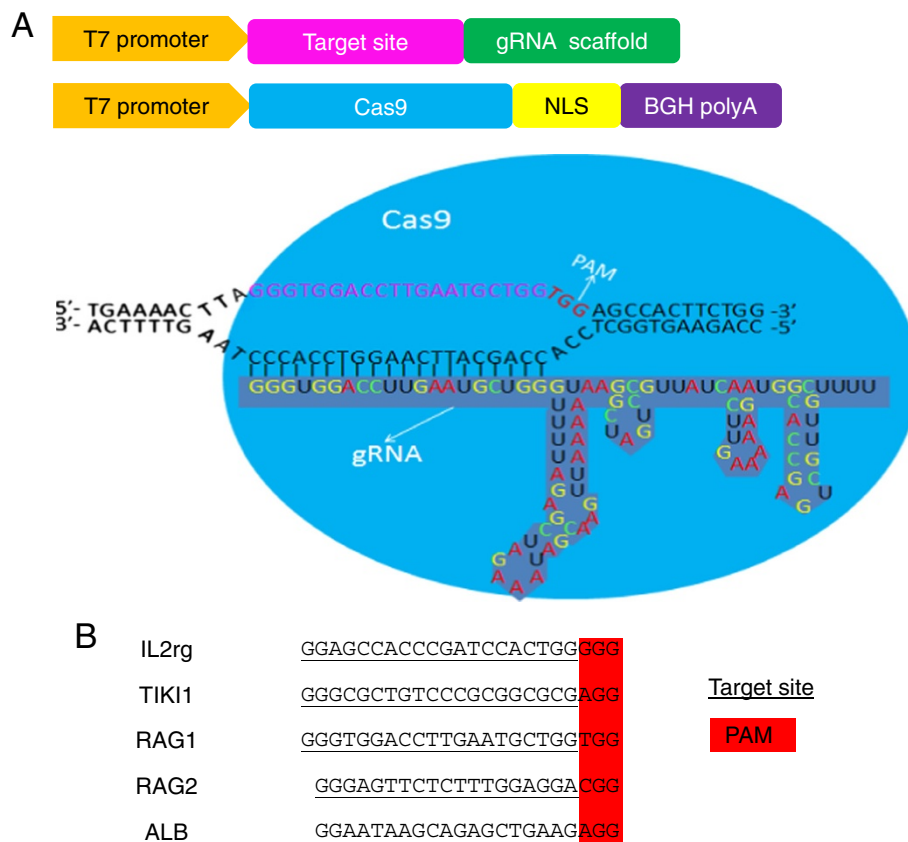 A
T7 promoter Target site gRNA scaffold
T7 promoter Cas9 NLS BGH polyA
Cas9
PAM
5'- TGAAAAC TTA GGGTGGACCTTGAATGCTGG TGG AGCCACTTCTGG -3'
3'- ACTTTTG AAT CCCACCTGGAACTTACGACC ACC TCGGTGAAGACC -5'
GGGUGGACCUUGAAUGCUGGGUAAGCGUUAUCAAUGGCUUUU
gRNA
B
IL2rg GGAGCCACCCGATCCACTGGGGG
TIKI1 GGGCGCTGTCCCGCGGCGCGAGG
RAG1 GGGTGGACCTTGAATGCTGGTGG
RAG2 GGGAGTTCTCTTTGGAGGACGG
ALB GGAATAAGCAGAGCTGAAGAGG
Target site
PAM